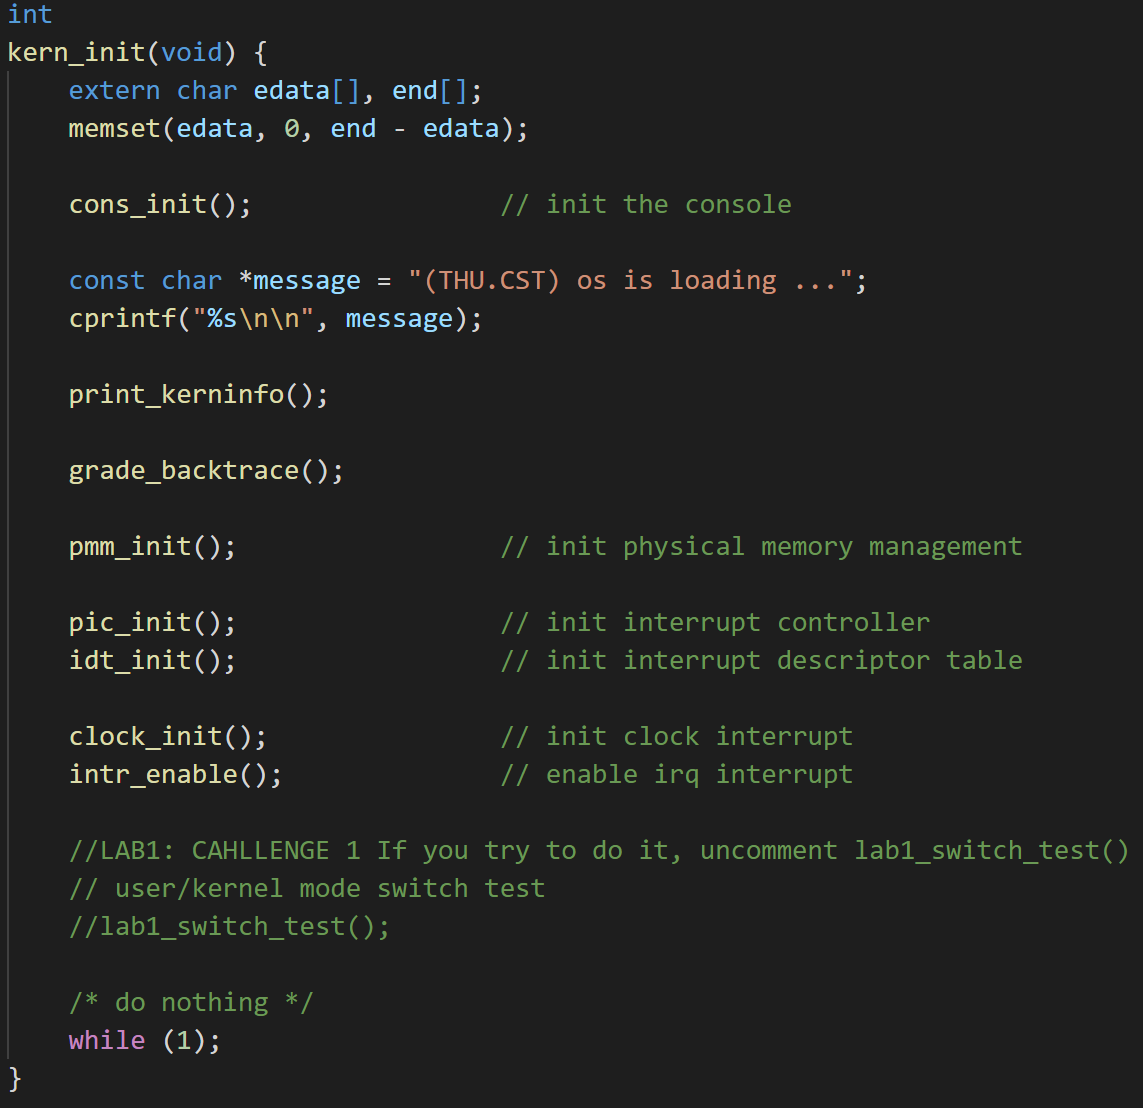 int
kern_init(void) {
    extern char edata[], end[];
    memset(edata, 0, end - edata);

    cons_init();                // init the console

    const char *message = "(THU.CST) os is loading ...";
    cprintf("%s\n\n", message);

    print_kerninfo();

    grade_backtrace();

    pmm_init();                 // init physical memory management

    pic_init();                 // init interrupt controller
    idt_init();                 // init interrupt descriptor table

    clock_init();               // init clock interrupt
    intr_enable();              // enable irq interrupt

    //LAB1: CAHLLENGE 1 If you try to do it, uncomment lab1_switch_test()
    // user/kernel mode switch test
    //lab1_switch_test();

    /* do nothing */
    while (1);
}